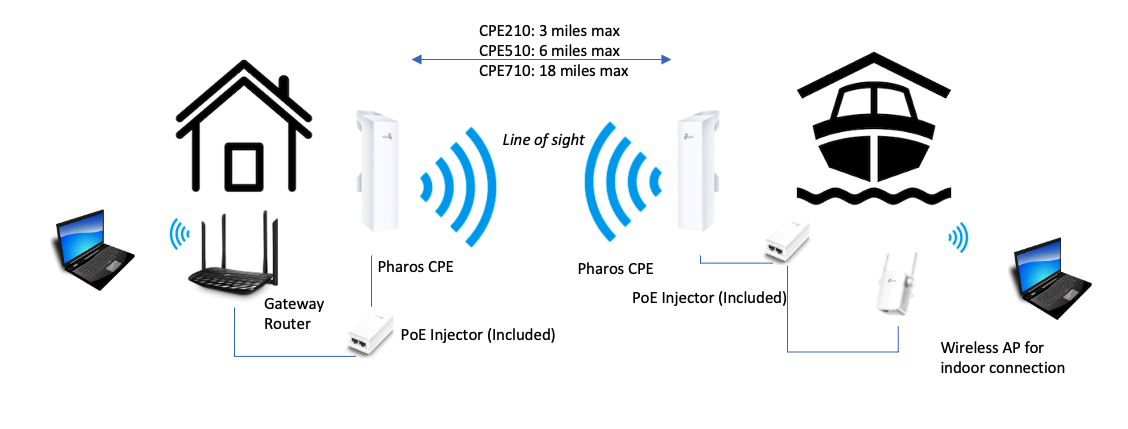 CPE210: 3 miles max
CPE510: 6 miles max
CPE710: 18 miles max
Line of sight
Pharos CPE
Pharos CPE
Gateway
Router
PoE Injector (Included)
PoE Injector (Included)
Wireless AP for
indoor connection